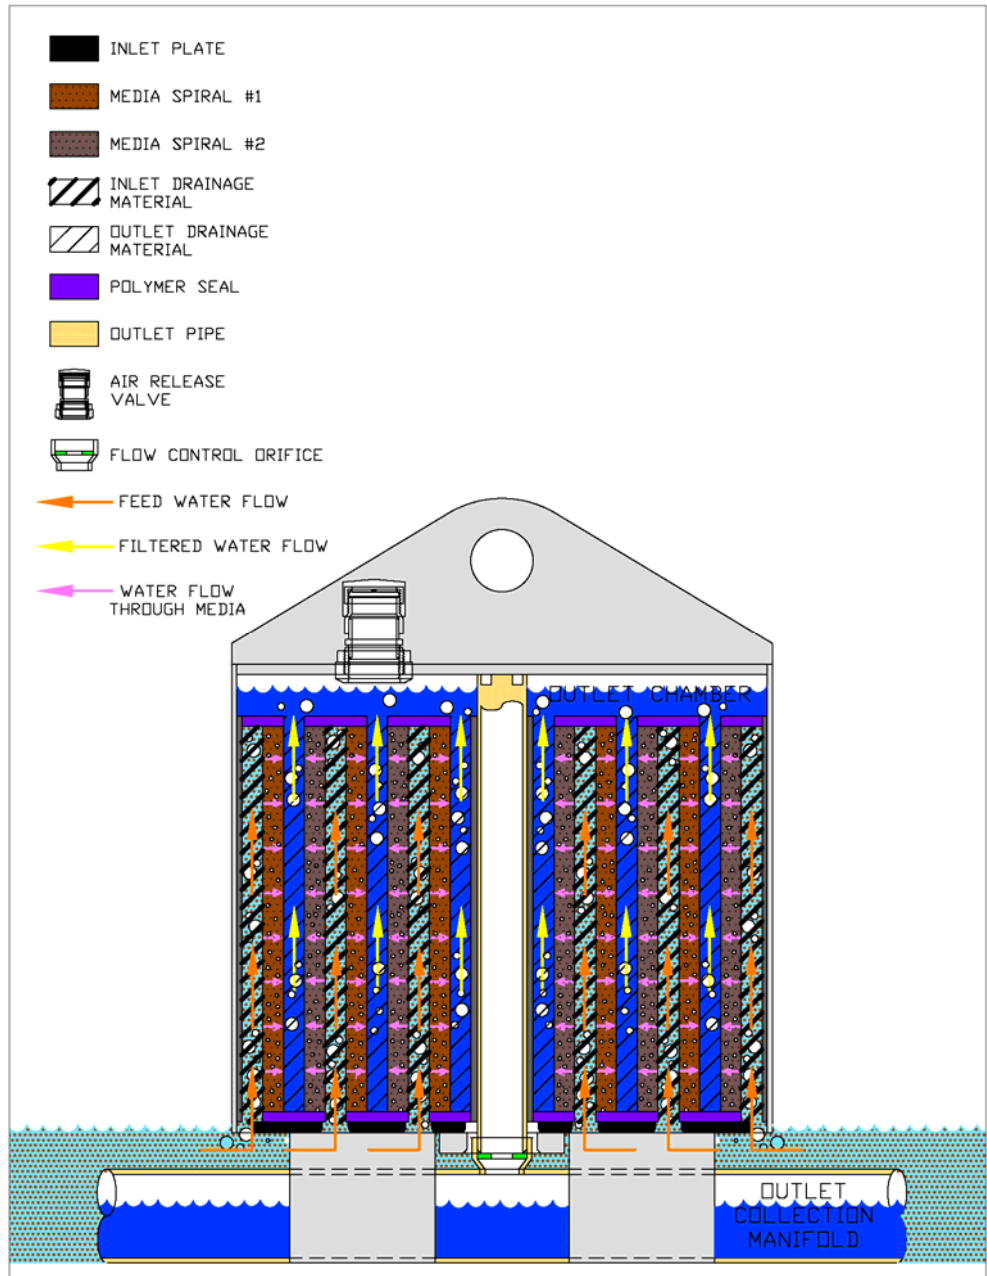 INLET PLATE
MEDIA SPIRAL #1
MEDIA SPIRAL #2
INLET DRAINAGE
MATERIAL
OUTLET DRAINAGE
MATERIAL
POLYMER SEAL
OUTLET PIPE
AIR RELEASE
VALVE
FLOW CONTROL ORIFICE
FEED WATER FLOW
FILTERED WATER FLOW
WATER FLOW
THROUGH MEDIA
OUTLET CHAMBER
OUTLET
COLLECTION
MANIFOLD